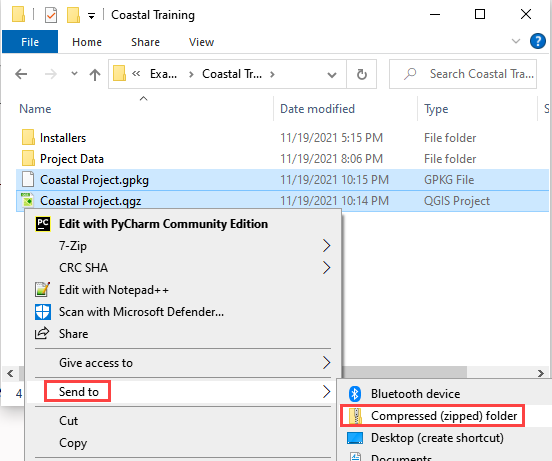 Coastal Training
File Home Share View
Exa... Coastal Tr... Search Coastal Tra...
Name Date modified Type S
Installers 11/19/2021 5:15 PM File folder
Project Data 11/19/2021 8:06 PM File folder
Coastal Project.gpkg 11/19/2021 10:15 PM GPKG File
Coastal Project.qgz 11/19/2021 10:14 PM QGIS Project
PC Edit with PyCharm Community Edition
7-Zip
CRC SHA
Edit with Notepad++
Scan with Microsoft Defender...
Share
Give access to
4 Send to
Bluetooth device
Cut
Compressed (zipped) folder
Copy
Desktop (create shortcut)
Documents